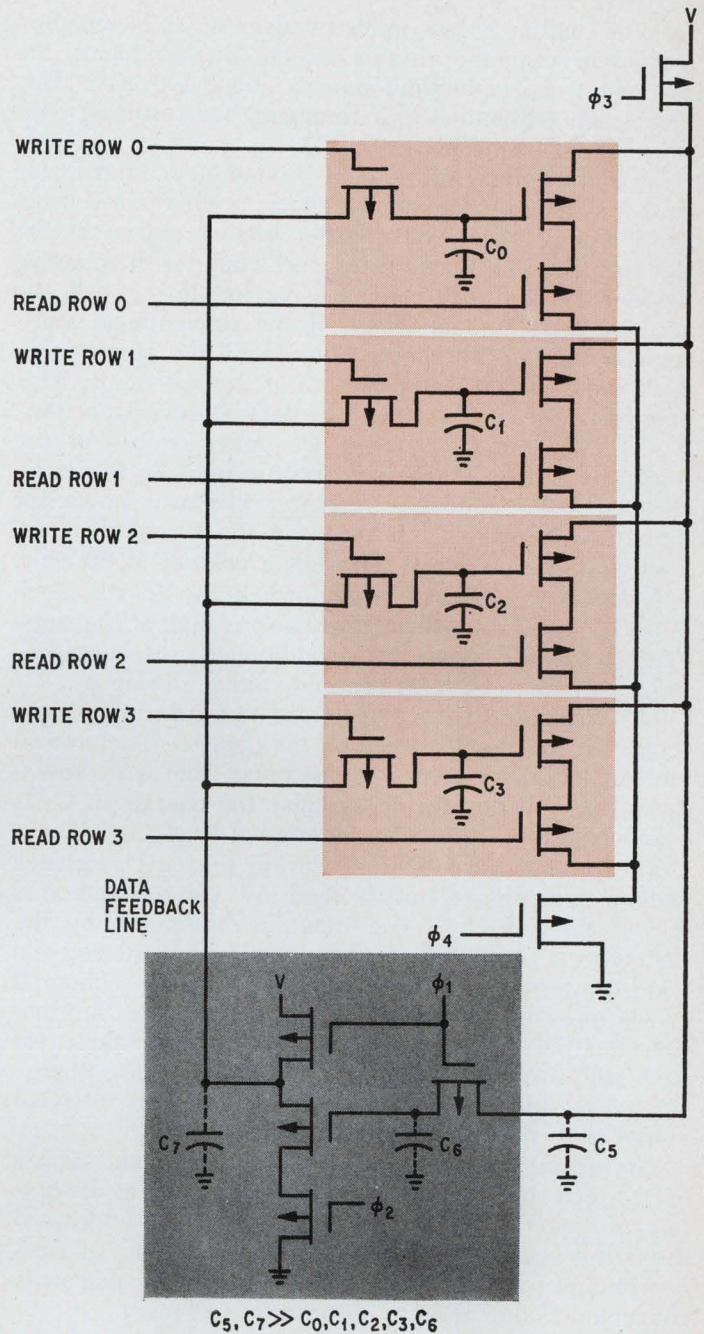 V
ϕ3
WRITE ROW 0
C0
READ ROW 0
WRITE ROW 1
C1
READ ROW 1
WRITE ROW 2
C2
READ ROW 2
WRITE ROW 3
C3
READ ROW 3
DATA
FEEDBACK
LINE
ϕ4
V
ϕ1
C7
C6
C5
ϕ2
C5, C7 >> C0, C1, C2, C3, C6